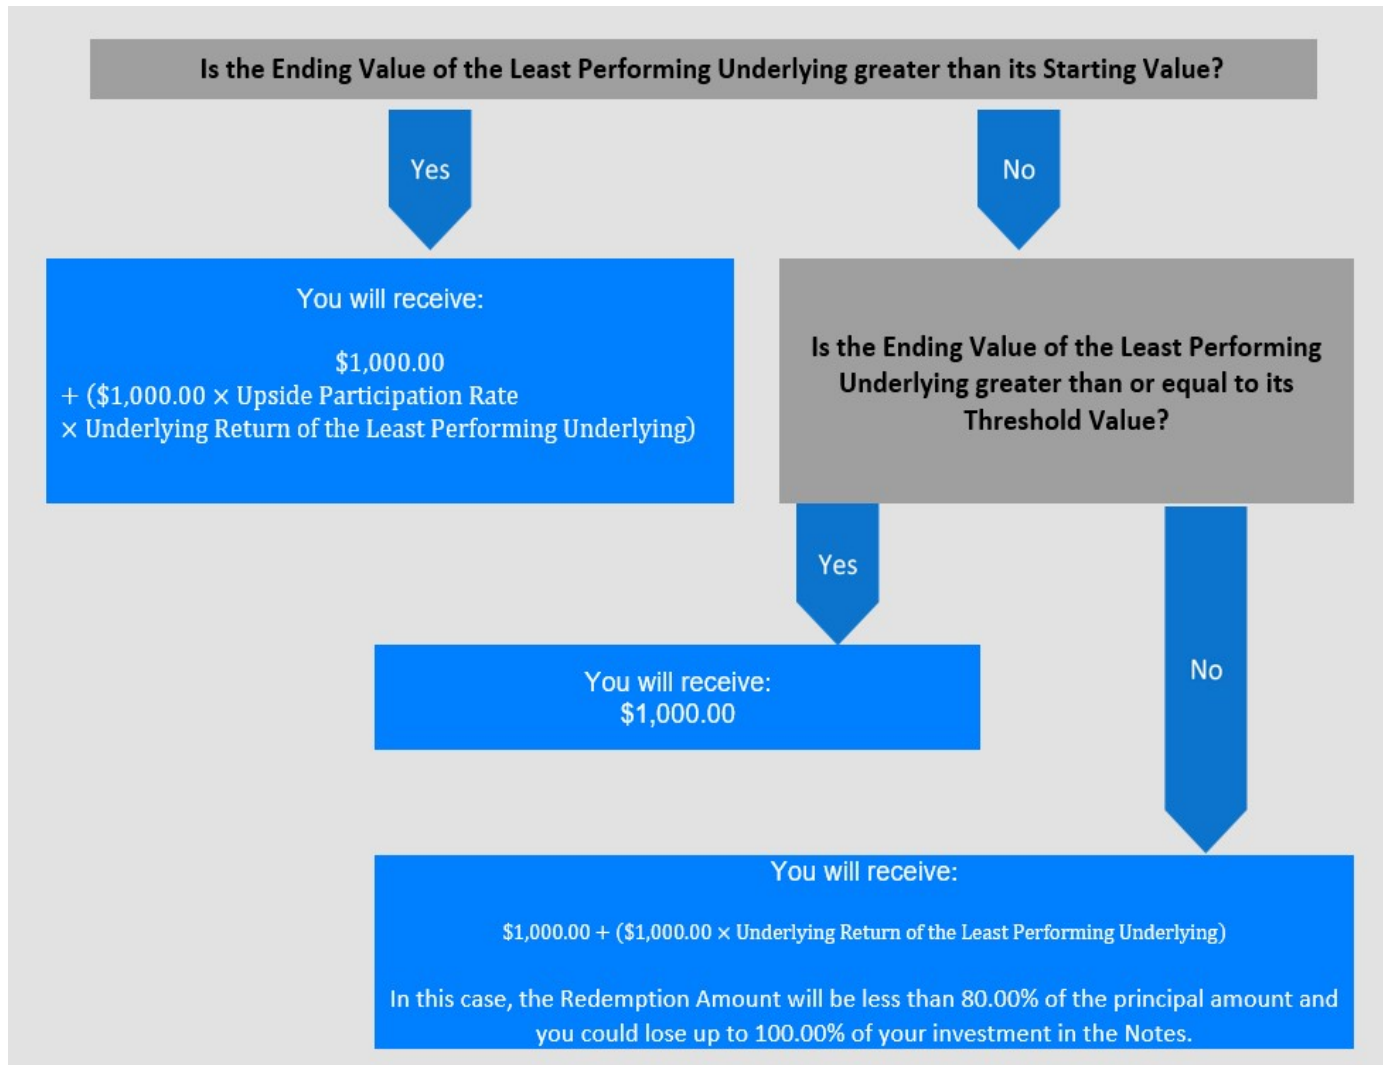 Is the Ending Value of the Least Performing Underlying greater than its Starting Value?
Yes
No
You will receive:
$1,000.00
+ ($1,000.00 × Upside Participation Rate
× Underlying Return of the Least Performing Underlying)
Is the Ending Value of the Least Performing
Underlying greater than or equal to its
Threshold Value?
Yes
No
You will receive:
$1,000.00
You will receive:
$1,000.00 + ($1,000.00 × Underlying Return of the Least Performing Underlying)
In this case, the Redemption Amount will be less than 80.00% of the principal amount and
you could lose up to 100.00% of your investment in the Notes.